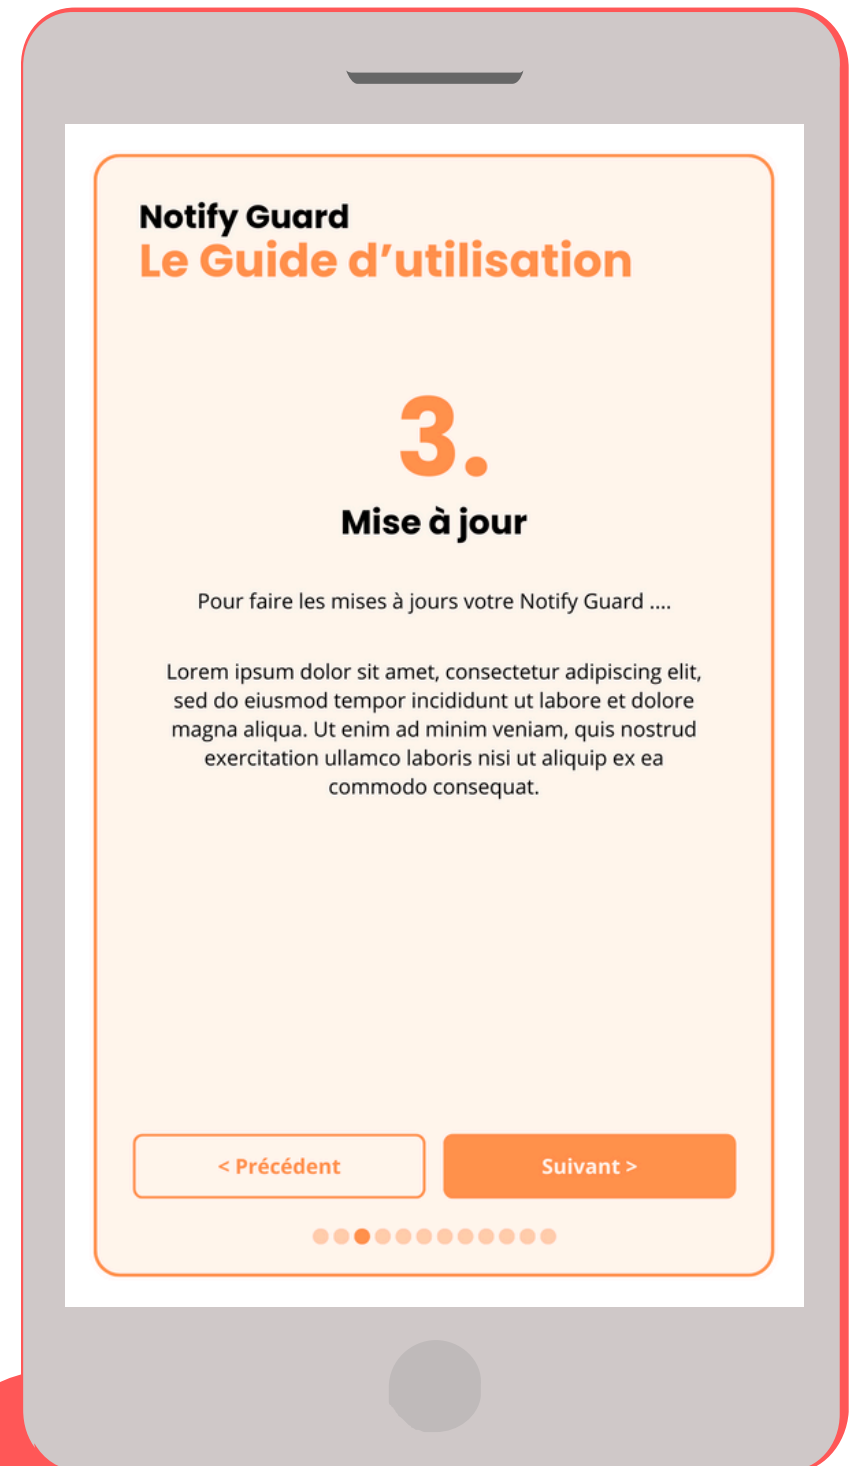 Notify Guard
Le Guide d’utilisation
3.
Mise à jour
Pour faire les mises à jours votre Notify Guard ....
Lorem ipsum dolor sit amet, consectetur adipiscing elit,
sed do eiusmod tempor incididunt ut labore et dolore
magna aliqua. Ut enim ad minim veniam, quis nostrud
exercitation ullamco laboris nisi ut aliquip ex ea
commodo consequat.
< Précédent
Suivant >